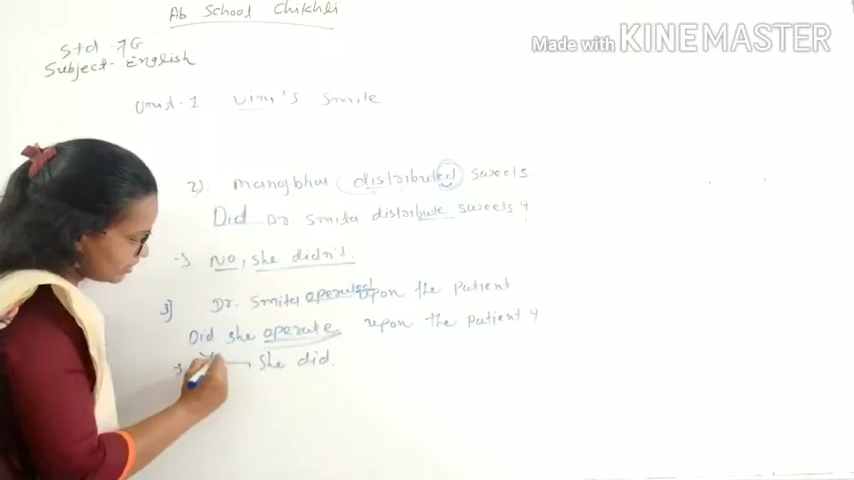 Ab School Chikhli
Made with KINEMASTER
Std. 7G
Subject- English
Unit-1 Vini's Smile
2). Mangbhai distributed sweets.
Did Dr. Smita distribute sweets?
→ No, she didn't.
3] Dr. Smita operated upon the patient.
Did she operate upon the patient?
→ She did.